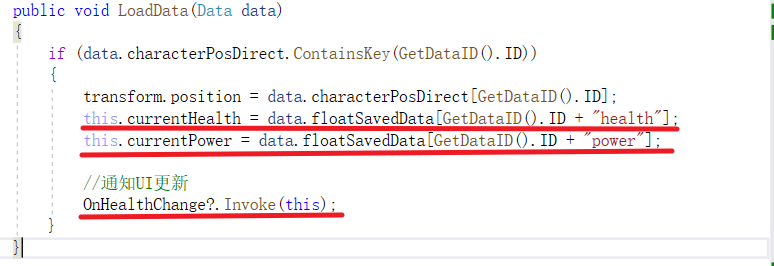 public void LoadData(Data data)
{
if (data.characterPosDirect.ContainsKey(GetDataID().ID))
{
transform.position = data.characterPosDirect[GetDataID().ID];
this.currentHealth = data.floatSavedData[GetDataID().ID + "health"];
this.currentPower = data.floatSavedData[GetDataID().ID + "power"];
//通知UI更新
OnHealthChange?.Invoke(this);
}
}